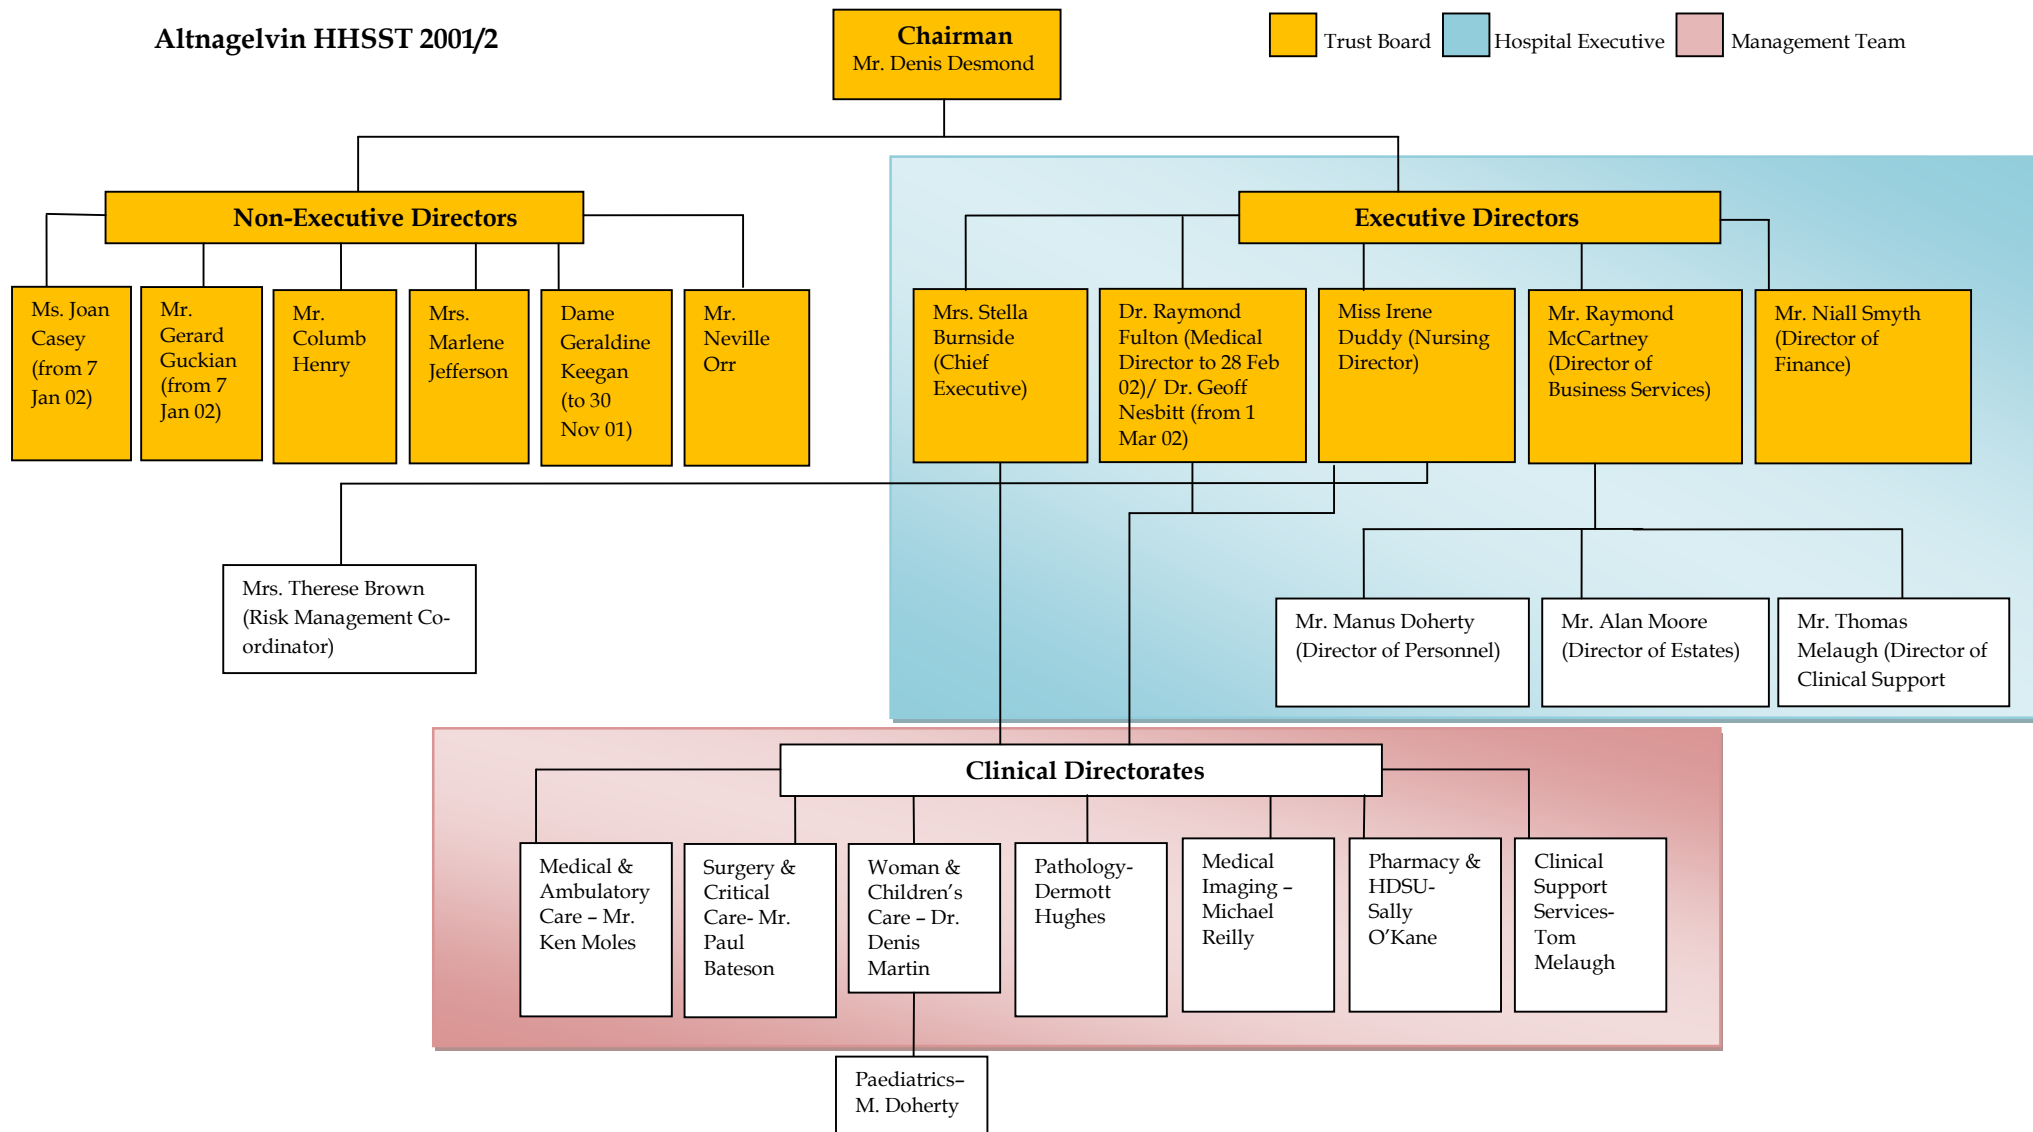 Altnagelvin HHSST 2001/2
Chairman
Mr. Denis Desmond
Trust Board
Hospital Executive
Management Team
Non-Executive Directors
Executive Directors
Ms. Joan
Casey
(from 7
Jan 02)
Mr.
Gerard
Guckian
(from 7
Jan 02)
Mr.
Columb
Henry
Mrs.
Marlene
Jefferson
Dame
Geraldine
Keegan
(to 30
Nov 01)
Mr.
Neville
Orr
Mrs. Stella
Burnside
(Chief
Executive)
Dr. Raymond
Fulton (Medical
Director to 28 Feb
02)/ Dr. Geoff
Nesbitt (from 1
Mar 02)
Miss Irene
Duddy (Nursing
Director)
Mr. Raymond
McCartney
(Director of
Business Services)
Mr. Niall Smyth
(Director of
Finance)
Mrs. Therese Brown
(Risk Management Co-
ordinator)
Mr. Manus Doherty
(Director of Personnel)
Mr. Alan Moore
(Director of Estates)
Mr. Thomas
Melaugh (Director of
Clinical Support
Clinical Directorates
Medical &
Ambulatory
Care – Mr.
Ken Moles
Surgery &
Critical
Care- Mr.
Paul
Bateson
Woman &
Children’s
Care – Dr.
Denis
Martin
Pathology-
Dermott
Hughes
Medical
Imaging –
Michael
Reilly
Pharmacy &
HDSU-
Sally
O’Kane
Clinical
Support
Services-
Tom
Melaugh
Paediatrics–
M. Doherty